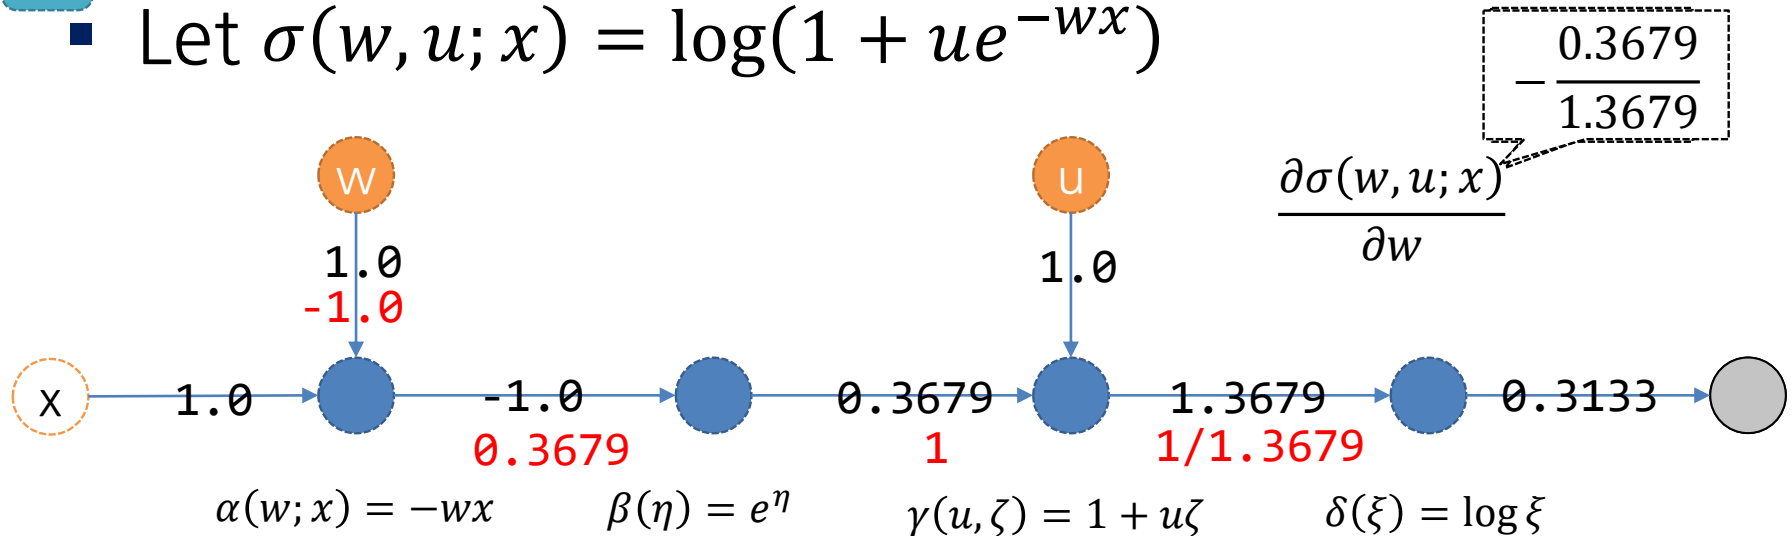 ▪ Let σ(w, u; x) = log(1 + ue^{−wx})
− 0.3679 / 1.3679
∂σ(w, u; x) / ∂w
w
u
1.0
-1.0
1.0
x
1.0
-1.0
0.3679
1.3679
0.3133
0.3679
1
1/1.3679
α(w; x) = −wx
β(η) = e^η
γ(u, ζ) = 1 + uζ
δ(ξ) = log ξ